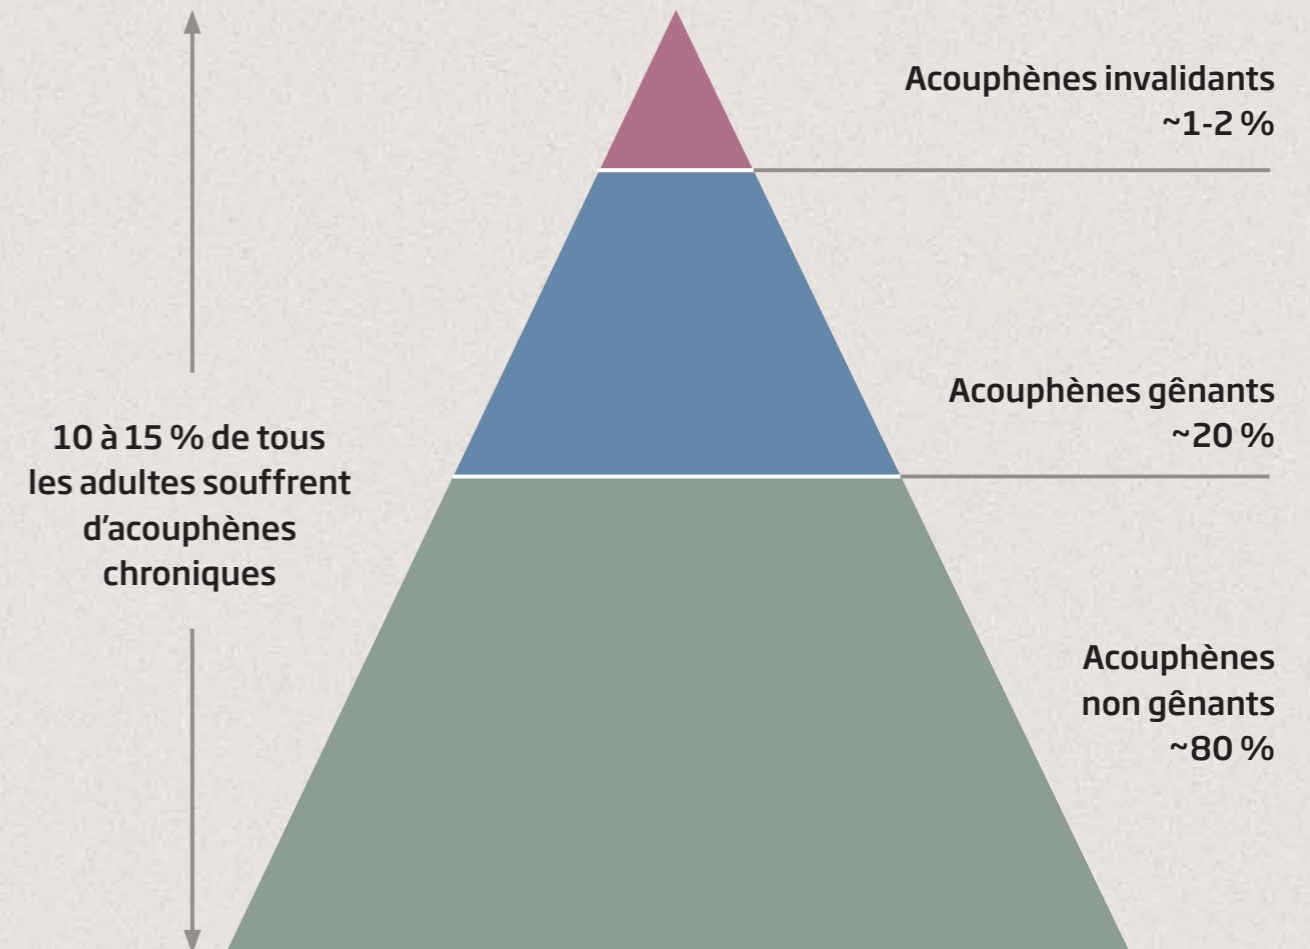 Acouphènes invalidants
~1-2 %
Acouphènes gênants
~20 %
10 à 15 % de tous
les adultes souffrent
d'acouphènes
chroniques
Acouphènes
non gênants
~80 %